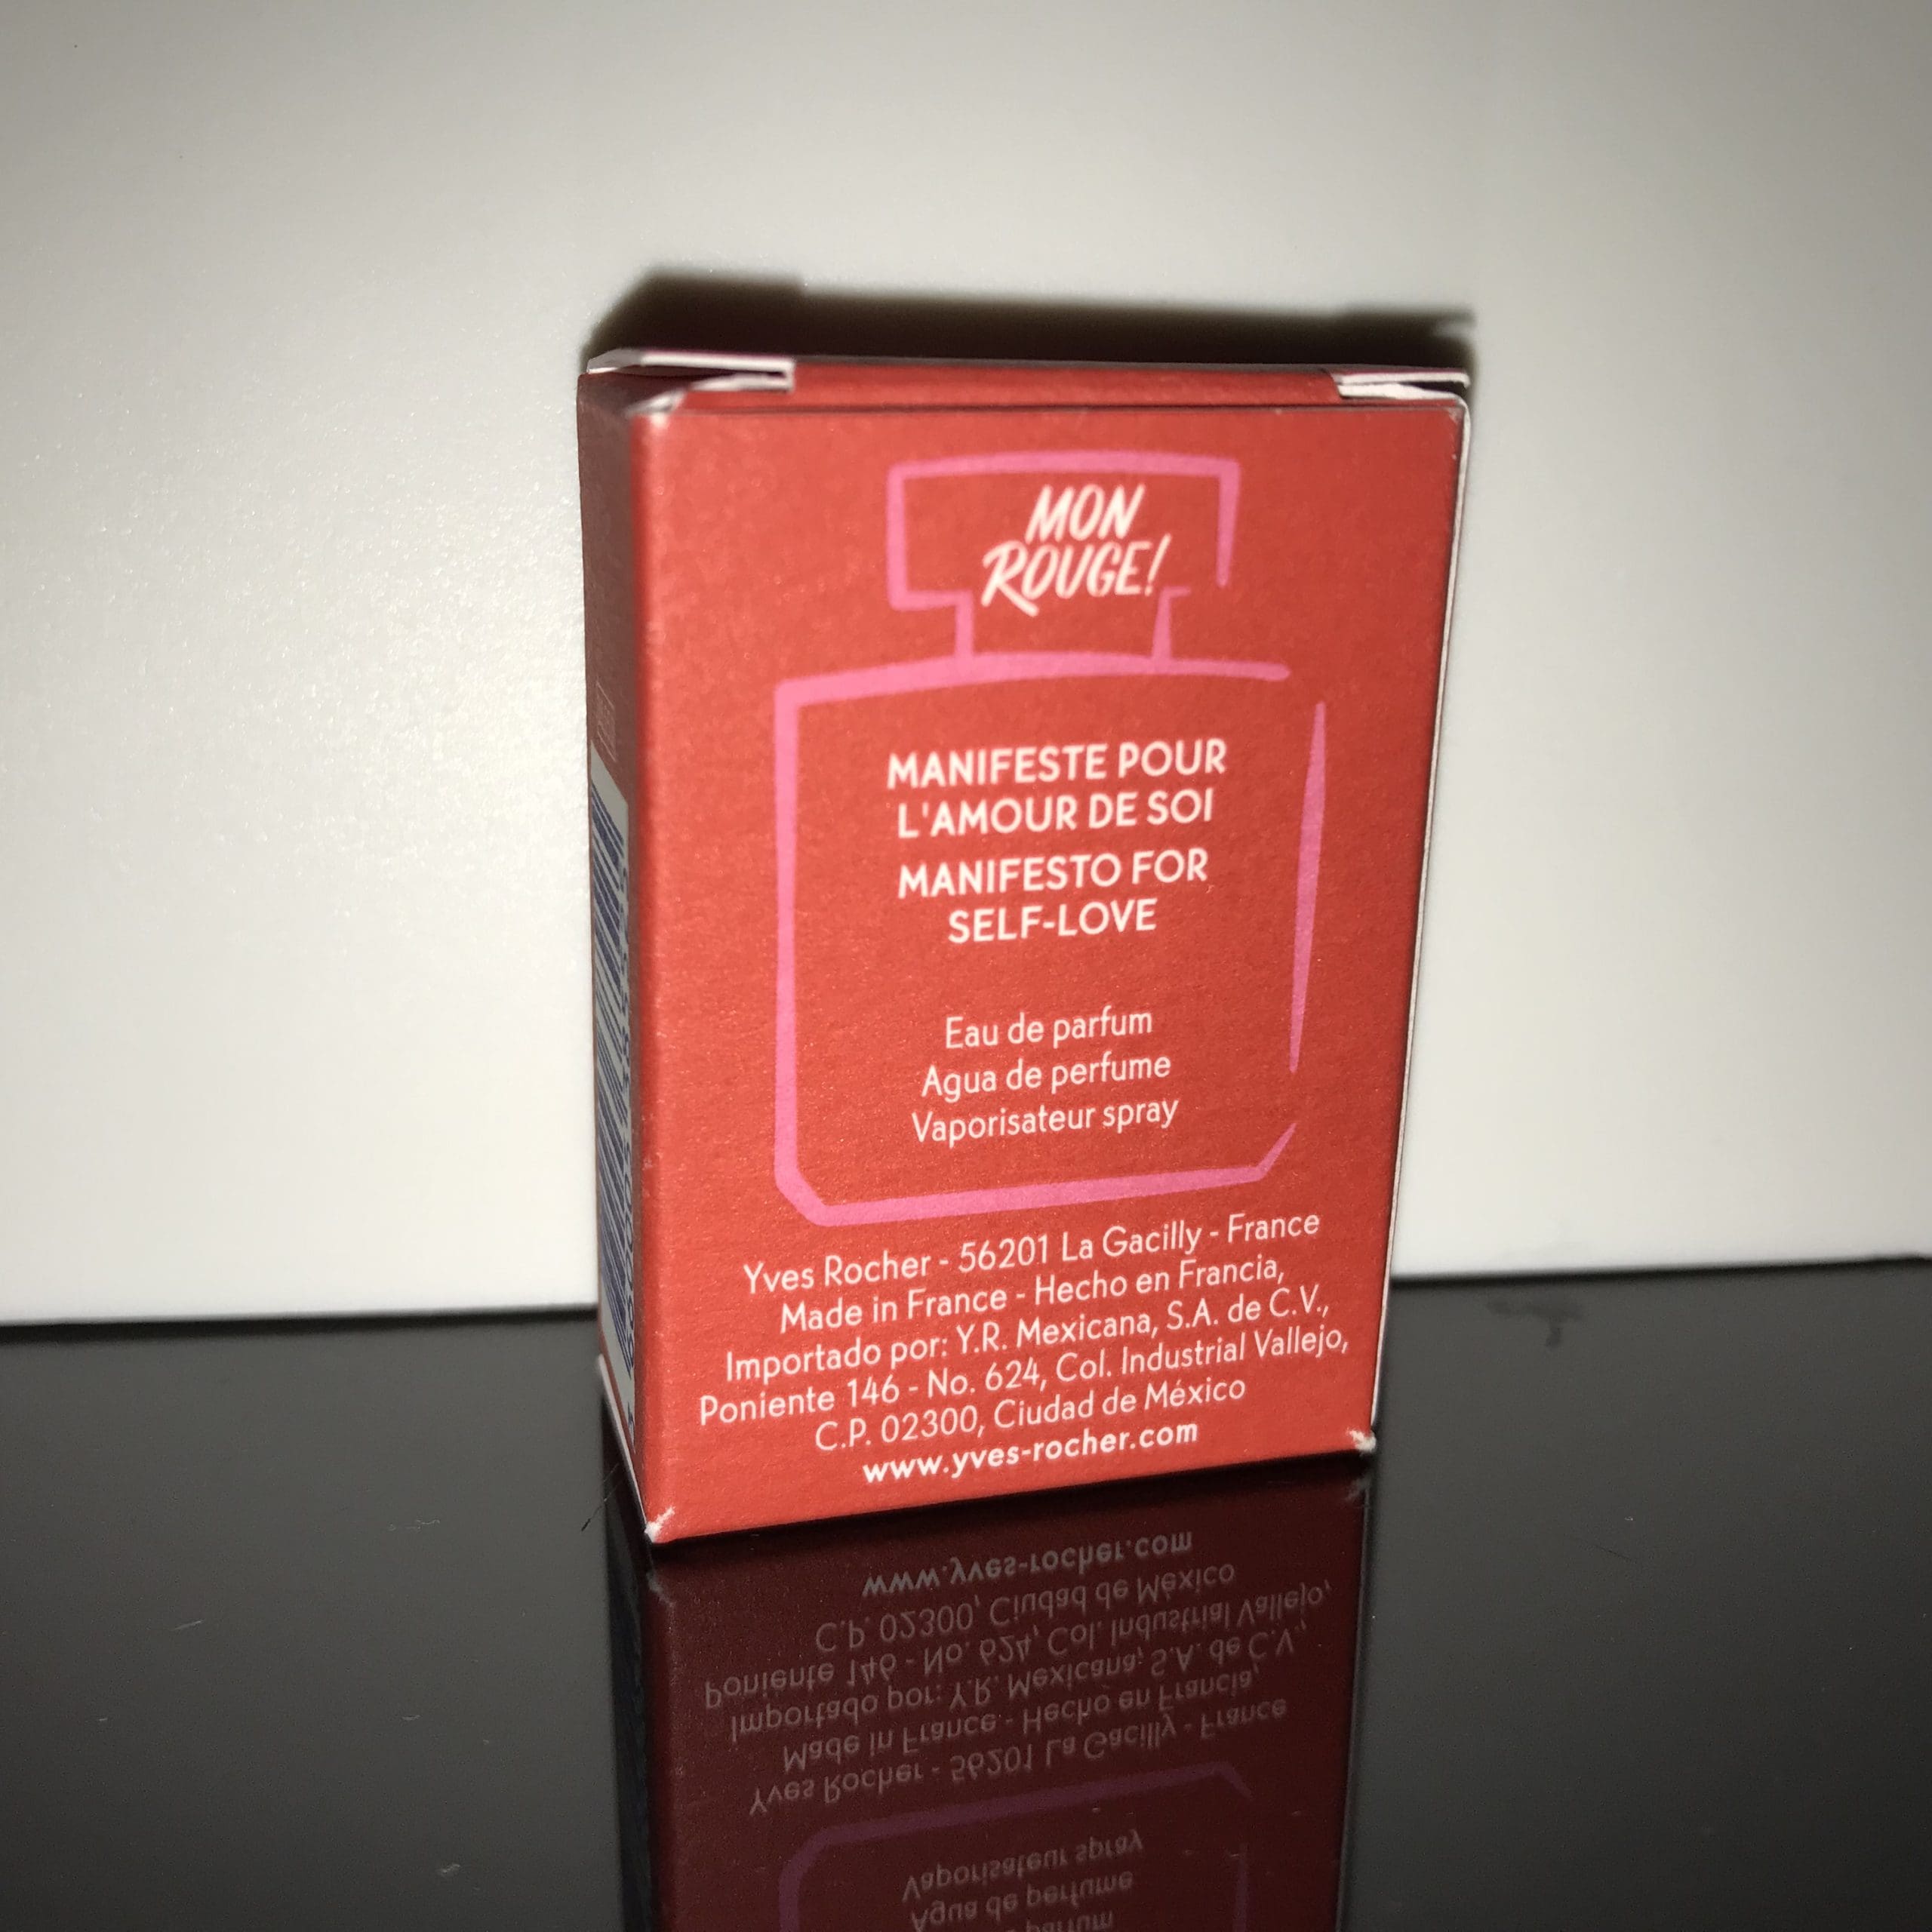 MON
ROUGE!
MANIFESTE POUR
L'AMOUR DE SOI
MANIFESTO FOR
SELF-LOVE
Eau de parfum
Agua de perfume
Vaporisateur spray
Yves Rocher - 56201 La Gacilly - France
Made in France - Hecho en Francia,
Importado por: Y.R. Mexicana, S.A. de C.V.,
Poniente 146 - No. 624, Col. Industrial Vallejo,
C.P. 02300, Ciudad de México
www.yves-rocher.com